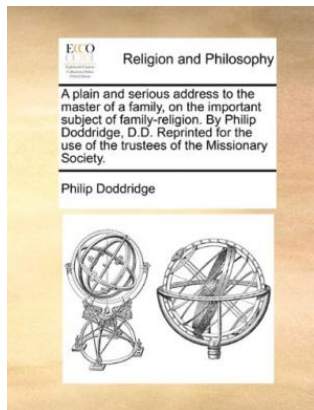 ECCO
Religion and Philosophy
A plain and serious address to the
master of a family, on the important
subject of family-religion. By Philip
Doddridge, D.D. Reprinted for the
use of the trustees of the Missionary
Society.
Philip Doddridge